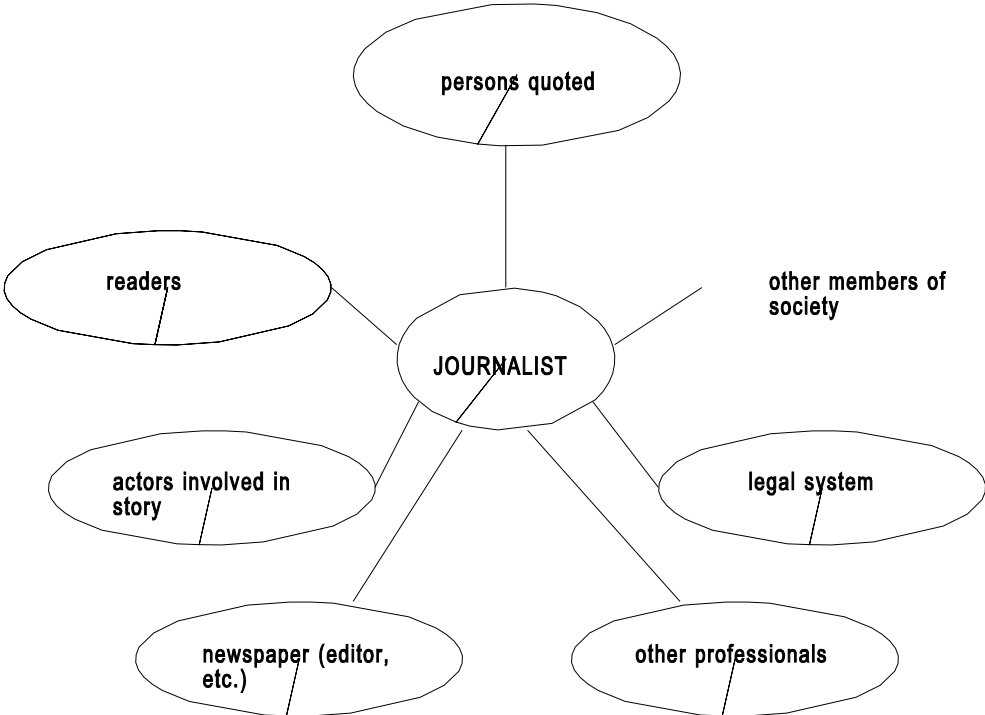 persons quoted
readers
other members of
society
JOURNALIST
actors involved in
story
legal system
newspaper (editor,
etc.)
other professionals